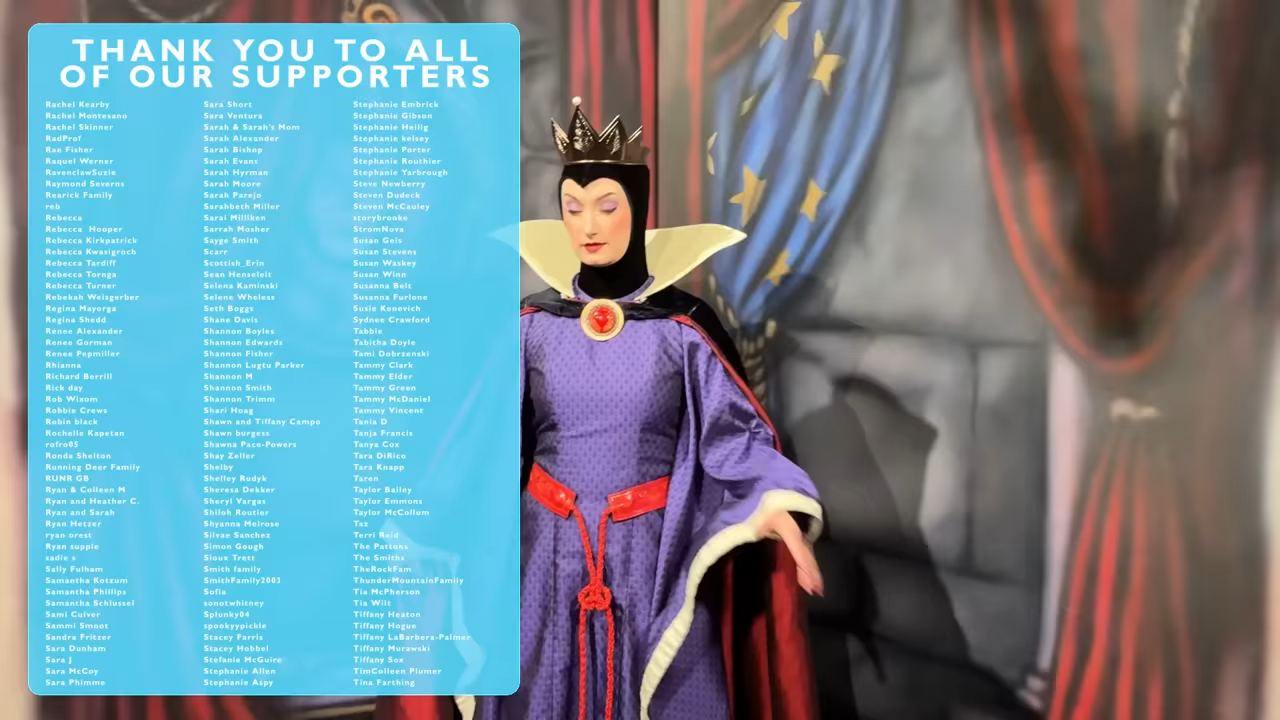 THANK YOU TO ALL
OF OUR SUPPORTERS
Rachel Kearby
Rachel Montesano
Rachel Skinner
RadProf
Rae Fisher
Raquel Werner
RavenclawSuzie
Raymond Severns
Rearick Family
reb
Rebecca
Rebecca Hooper
Rebecca Kirkpatrick
Rebecca Kwasigroch
Rebecca Tardiff
Rebecca Tornga
Rebecca Turner
Rebekah Weisgerber
Regina Mayorga
Regina Shedd
Renee Alexander
Renee Gorman
Renee Pepmiller
Rhianna
Richard Berrill
Rick day
Rob Wixom
Robbie Crews
Robin black
Rochelle Kapetan
rofro05
Ronda Shelton
Running Deer Family
RUNR GB
Ryan & Colleen M
Ryan and Heather C.
Ryan and Sarah
Ryan Hetzer
ryan orest
Ryan supple
sadie s
Sally Fulham
Samantha Kotzum
Samantha Phillips
Samantha Schlussel
Sami Culver
Sammi Smoot
Sandra Fritzer
Sara Dunham
Sara J
Sara McCoy
Sara Phimme
Sara Short
Sara Ventura
Sarah & Sarah's Mom
Sarah Alexander
Sarah Bishop
Sarah Evans
Sarah Hyrman
Sarah Moore
Sarah Parejo
Sarahbeth Miller
Sarai Milliken
Sarrah Mosher
Sayge Smith
Scarr
Scottish_Erin
Sean Henseleit
Selena Kaminski
Selene Wheless
Seth Boggs
Shane Davis
Shannon Boyles
Shannon Edwards
Shannon Fisher
Shannon Lugtu Parker
Shannon M
Shannon Smith
Shannon Trimm
Shari Hoag
Shawn and Tiffany Campo
Shawn burgess
Shawna Pace-Powers
Shay Zeller
Shelby
Shelley Rudyk
Sheresa Dekker
Sheryl Vargas
Shiloh Routier
Shyanna Melrose
Silvae Sanchez
Simon Gough
Sioux Trett
Smith family
SmithFamily2003
Sofia
sonotwhitney
Splunky04
spookyypickle
Stacey Farris
Stacey Hobbel
Stefanie McGuire
Stephanie Allen
Stephanie Aspy
Stephanie Embrick
Stephanie Gibson
Stephanie Heilig
Stephanie kelsey
Stephanie Porter
Stephanie Routhier
Stephanie Yarbrough
Steve Newberry
Steven Dudeck
Steven McCauley
storybrooke
StromNova
Susan Geis
Susan Stevens
Susan Waskey
Susan Winn
Susanna Belt
Susanna Furlone
Susie Konevich
Sydnee Crawford
Tabbie
Tabitha Doyle
Tami Dobrzenski
Tammy Clark
Tammy Elder
Tammy Green
Tammy McDaniel
Tammy Vincent
Tania D
Tanja Francis
Tanya Cox
Tara DiRico
Tara Knapp
Taren
Taylor Bailey
Taylor Emmons
Taylor McCollum
Taz
Terri Reid
The Pattons
The Smiths
TheRockFam
ThunderMountainFamily
Tia McPherson
Tia Wilt
Tiffany Heaton
Tiffany Hogue
Tiffany LaBarbera-Palmer
Tiffany Murawski
Tiffany Sox
TimColleen Plumer
Tina Farthing